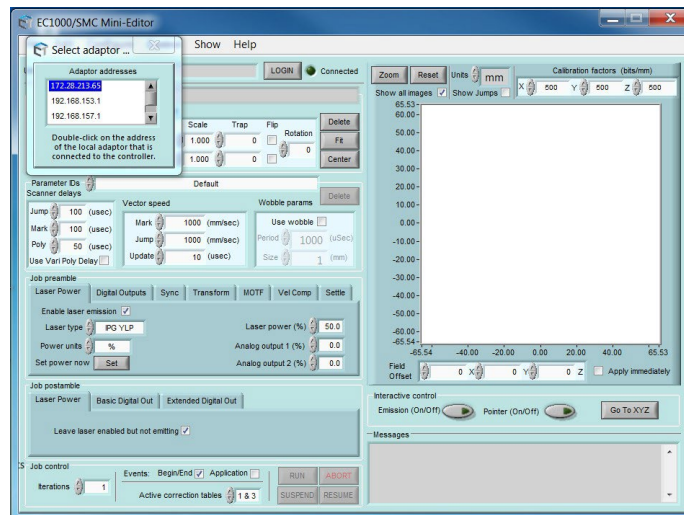 EC1000/SMC Mini-Editor
Select adaptor ...
Show Help
Adaptor addresses
172.28.213.65
192.168.153.1
192.168.157.1
Double-click on the address
of the local adaptor that is
connected to the controller.
LOGIN Connected
Scale Trap Flip Rotation Delete
1.000 0 0 Fit
1.000 0 Center
Parameter IDs Default
Delete
Scanner delays
Jump 100 (usec)
Mark 100 (usec)
Poly 50 (usec)
Use Vari Poly Delay
Vector speed
Mark 1000 (mm/sec)
Jump 1000 (mm/sec)
Update 10 (usec)
Wobble params
Use wobble
Period 1000 (uSec)
Size 1 (mm)
Job preamble
Laser Power Digital Outputs Sync Transform MOTF Vel Comp Settle
Enable laser emission
Laser type IPG YLP
Power units %
Set power now Set
Laser power (%) 50.0
Analog output 1 (%) 0.0
Analog output 2 (%) 0.0
Job postamble
Laser Power Basic Digital Out Extended Digital Out
Leave laser enabled but not emitting
Job control
Iterations 1
Events: Begin/End Application
Active correction tables 1 & 3
RUN ABORT
SUSPEND RESUME
Zoom Reset Units mm
Calibration factors (bits/mm)
X 500 Y 500 Z 500
Show all images Show Jumps
65.53
60.00
50.00
40.00
30.00
20.00
10.00
0.00
-10.00
-20.00
-30.00
-40.00
-50.00
-60.00
-65.54
-65.54 -40.00 -20.00 0.00 20.00 40.00 65.53
Field
Offset 0 X 0 Y 0 Z Apply immediately
Interactive control
Emission (On/Off) Pointer (On/Off) Go To XYZ
Messages